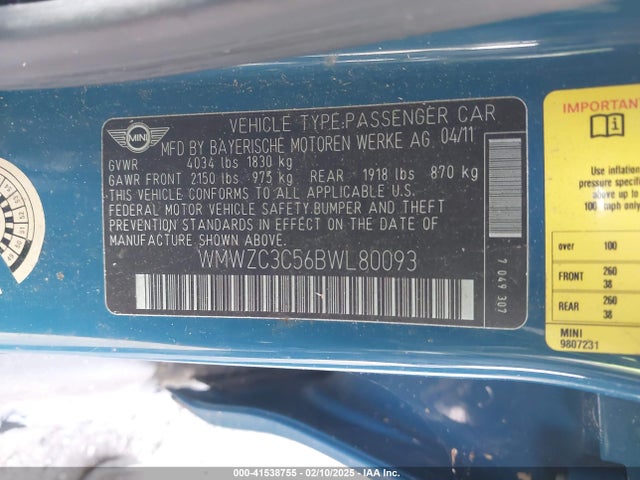 MINI
VEHICLE TYPE:PASSENGER CAR
MFD BY BAYERISCHE MOTOREN WERKE AG 04/11
GVWR 4034 lbs 1830 kg
GAWR FRONT 2150 lbs 975 kg REAR 1918 lbs 870 kg
THIS VEHICLE CONFORMS TO ALL APPLICABLE U.S.
FEDERAL MOTOR VEHICLE SAFETY,BUMPER AND THEFT
PREVENTION STANDARDS IN EFFECT ON THE DATE OF
MANUFACTURE SHOWN ABOVE
WMWZC3C56BWL80093
7 049 307
IMPORTANT
Use inflation
pressure specified
above up to
100 mph only
over 100
FRONT 260
38
REAR 260
38
MINI
9807231
000-41538755 - 02/10/2025 - IAA Inc.